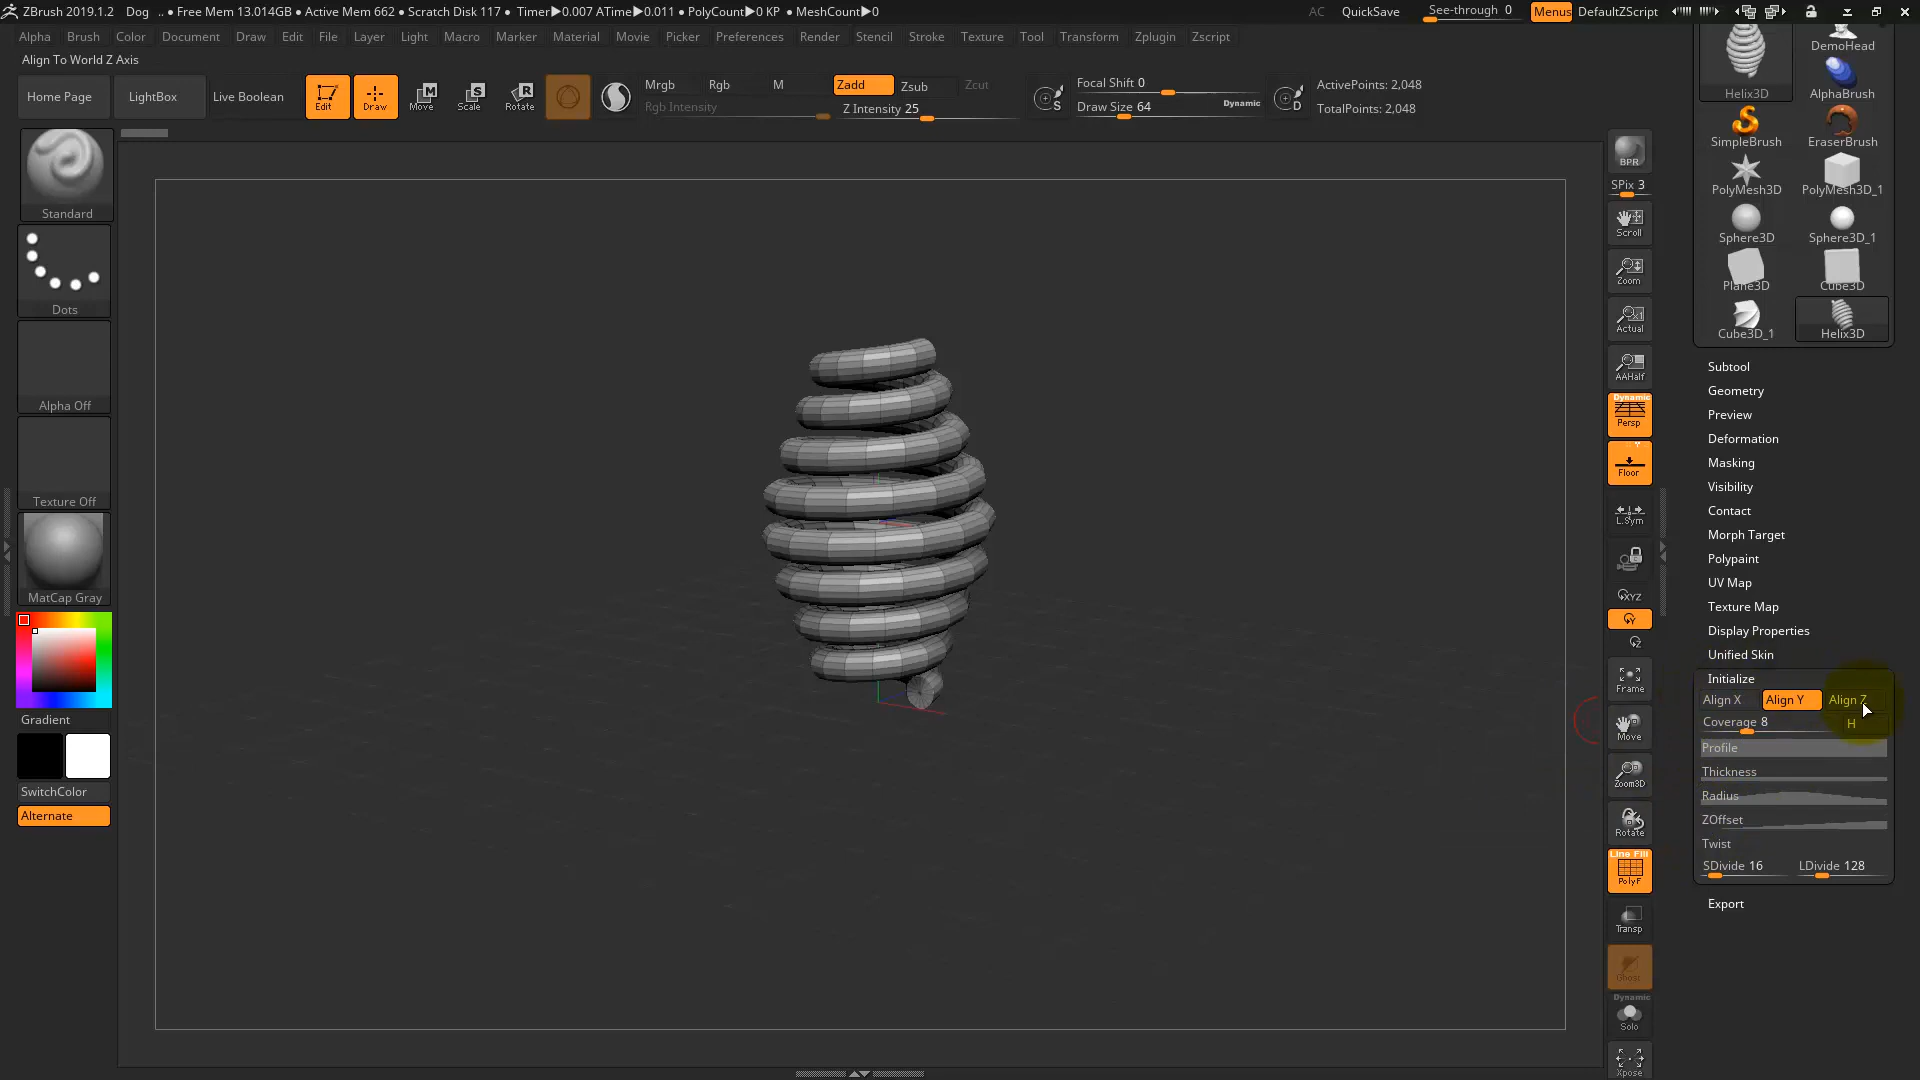 ZBrush 2019.1.2 Dog .. • Free Mem 13.014GB • Active Mem 662 • Scratch Disk 117 • Timer▶0.007 ATime▶0.011 • PolyCount▶0 KP • MeshCount▶0 AC QuickSave See-through 0 Menus DefaultZScript
Alpha Brush Color Document Draw Edit File Layer Light Macro Marker Material Movie Picker Preferences Render Stencil Stroke Texture Tool Transform Zplugin Zscript
Align To World Z Axis
Home Page LightBox Live Boolean Edit Draw Move Scale Rotate
M S R
Mrgb Rgb M Zadd Zsub Zcut
Rgb Intensity Z Intensity 25
S Focal Shift 0 D ActivePoints: 2,048
Draw Size 64 Dynamic TotalPoints: 2,048
Standard
Dots
Alpha Off
Texture Off
MatCap Gray
Gradient
SwitchColor
Alternate
BPR
SPix 3
Scroll
Zoom
Actual
AAHalf
Dynamic
Persp
Floor
L.Sym
XYZ
Y
Z
Frame
Move
Zoom3D
Rotate
Line Fill
PolyF
Transp
Ghost
Dynamic
Solo
Xpose
Helix3D
DemoHead
AlphaBrush
SimpleBrush EraserBrush
PolyMesh3D PolyMesh3D_1
Sphere3D Sphere3D_1
Plane3D Cube3D
Cube3D_1 Helix3D
Subtool
Geometry
Preview
Deformation
Masking
Visibility
Contact
Morph Target
Polypaint
UV Map
Texture Map
Display Properties
Unified Skin
Initialize
Align X Align Y Align Z
Coverage 8 H
Profile
Thickness
Radius
ZOffset
Twist
SDivide 16 LDivide 128
Export